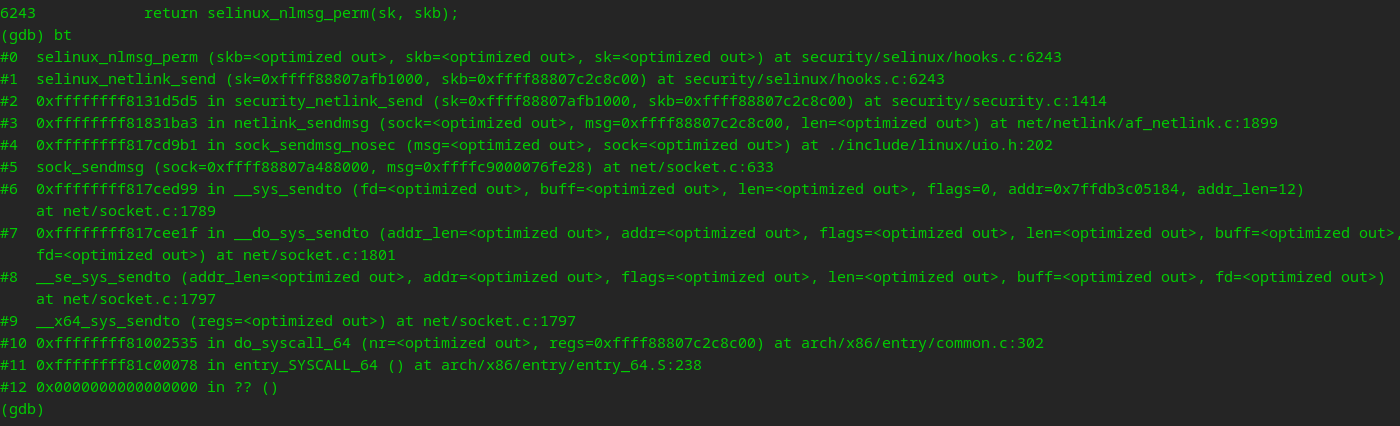 6243            return selinux_nlmsg_perm(sk, skb);
(gdb) bt
#0  selinux_nlmsg_perm (skb=<optimized out>, skb=<optimized out>, sk=<optimized out>) at security/selinux/hooks.c:6243
#1  selinux_netlink_send (sk=0xffff88807afb1000, skb=0xffff88807c2c8c00) at security/selinux/hooks.c:6243
#2  0xffffffff8131d5d5 in security_netlink_send (sk=0xffff88807afb1000, skb=0xffff88807c2c8c00) at security/security.c:1414
#3  0xffffffff81831ba3 in netlink_sendmsg (sock=<optimized out>, msg=0xffff88807c2c8c00, len=<optimized out>) at net/netlink/af_netlink.c:1899
#4  0xffffffff817cd9b1 in sock_sendmsg_nosec (msg=<optimized out>, sock=<optimized out>) at ./include/linux/uio.h:202
#5  sock_sendmsg (sock=0xffff88807a488000, msg=0xffffc9000076fe28) at net/socket.c:633
#6  0xffffffff817ced99 in __sys_sendto (fd=<optimized out>, buff=<optimized out>, len=<optimized out>, flags=0, addr=0x7ffdb3c05184, addr_len=12)
    at net/socket.c:1789
#7  0xffffffff817cee1f in __do_sys_sendto (addr_len=<optimized out>, addr=<optimized out>, flags=<optimized out>, len=<optimized out>, buff=<optimized out>,
    fd=<optimized out>) at net/socket.c:1801
#8  __se_sys_sendto (addr_len=<optimized out>, addr=<optimized out>, flags=<optimized out>, len=<optimized out>, buff=<optimized out>, fd=<optimized out>)
    at net/socket.c:1797
#9  __x64_sys_sendto (regs=<optimized out>) at net/socket.c:1797
#10 0xffffffff81002535 in do_syscall_64 (nr=<optimized out>, regs=0xffff88807c2c8c00) at arch/x86/entry/common.c:302
#11 0xffffffff81c00078 in entry_SYSCALL_64 () at arch/x86/entry/entry_64.S:238
#12 0x0000000000000000 in ?? ()
(gdb)